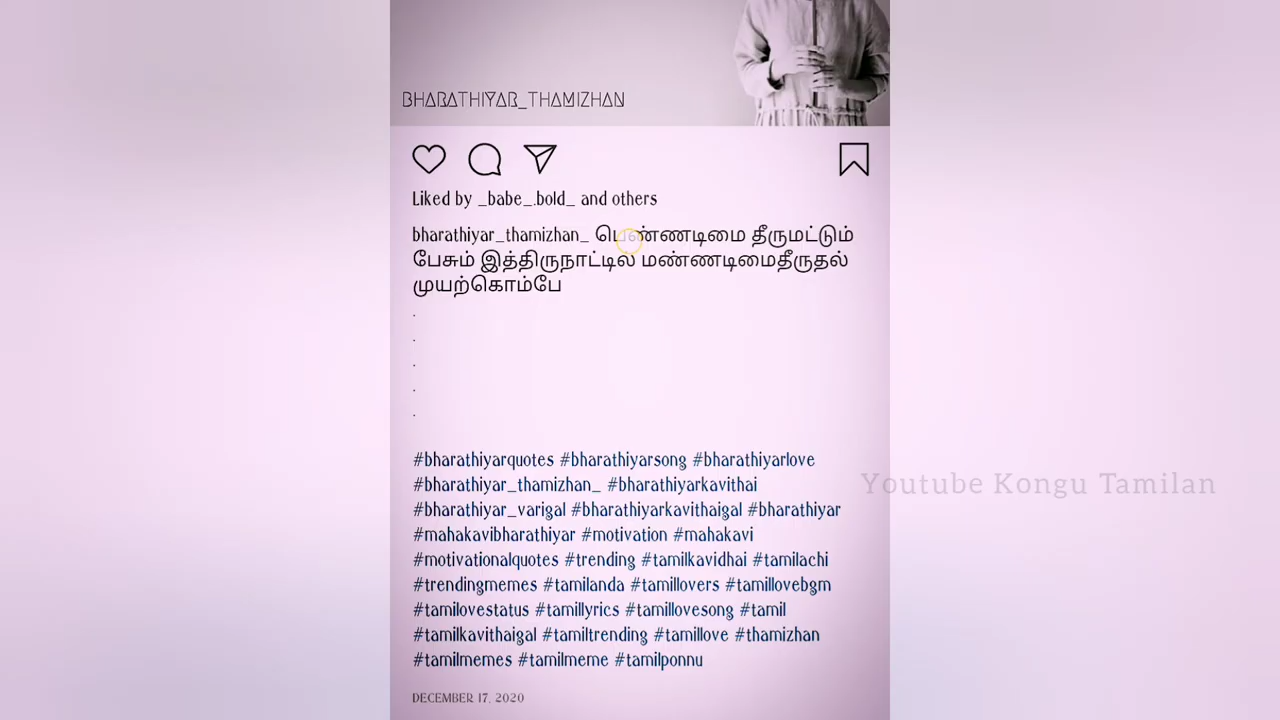 BHARATHIYAR_THAMIZHAN
Liked by _babe_.bold_ and others
bharathiyar_thamizhan_ பெண்ணடிமை தீருமட்டும்
பேசும் இத்திருநாட்டில் மண்ணடிமைதீருதல்
முயற்கொம்பே
.
.
.
.
.
#bharathiyarquotes #bharathiyarsong #bharathiyarlove
#bharathiyar_thamizhan_ #bharathiyarkavithai
#bharathiyar_varigal #bharathiyarkavithaigal #bharathiyar
#mahakavibharathiyar #motivation #mahakavi
#motivationalquotes #trending #tamilkavidhai #tamilachi
#trendingmemes #tamilanda #tamillovers #tamillovebgm
#tamilovestatus #tamillyrics #tamillovesong #tamil
#tamilkavithaigal #tamiltrending #tamillove #thamizhan
#tamilmemes #tamilmeme #tamilponnu
DECEMBER 17, 2020
Youtube Kongu Tamilan